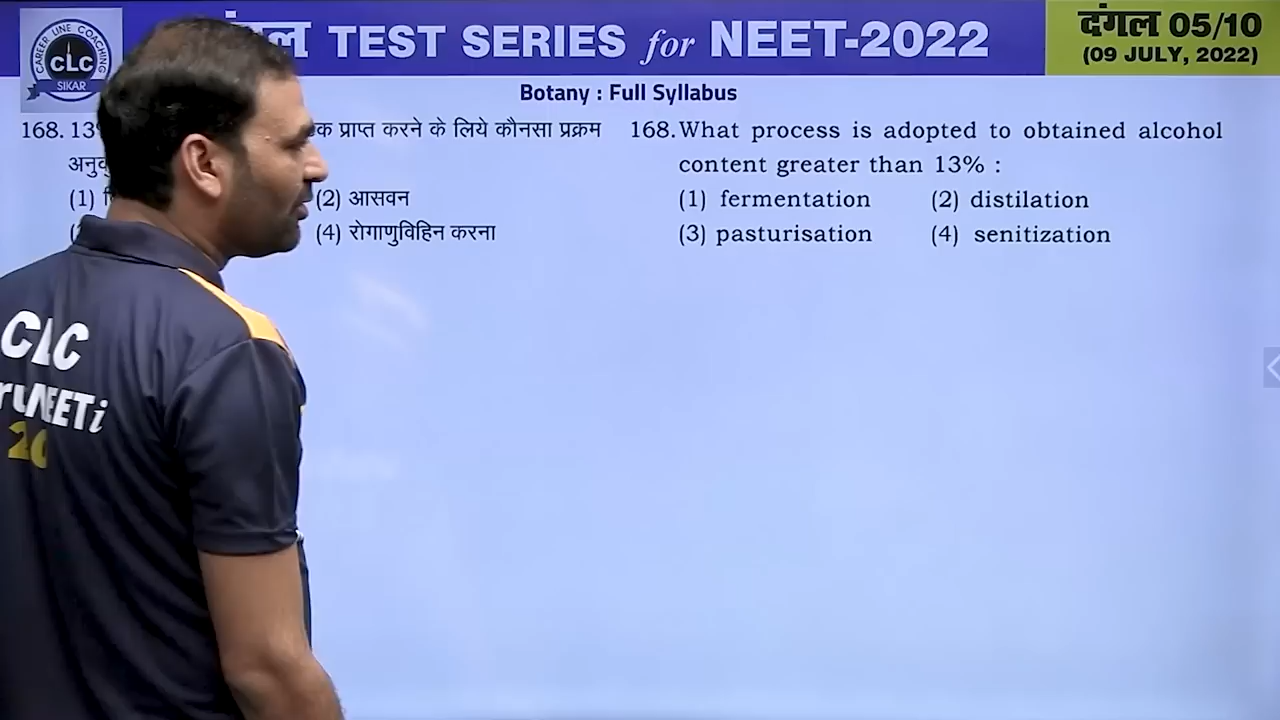 CAREER LINE COACHING
CLC
SIKAR
TEST SERIES for NEET-2022
दंगल 05/10
(09 JULY, 2022)
Botany : Full Syllabus
168. प्राप्त करने के लिये कौनसा प्रक्रम
(1)
(2) आसवन
(4) रोगाणुविहिन करना
168. What process is adopted to obtained alcohol
content greater than 13% :
(1) fermentation (2) distilation
(3) pasturisation (4) senitization
CLC